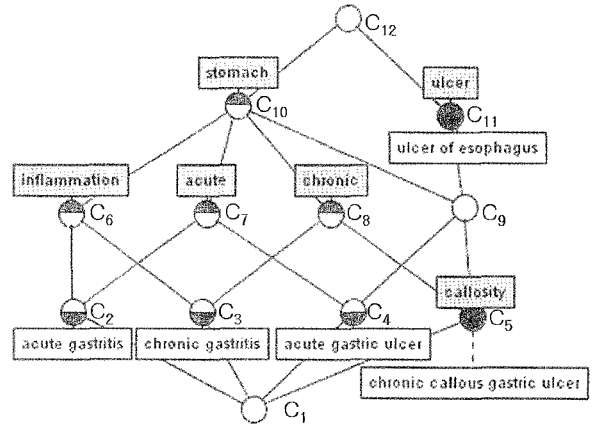 C12
stomach
ulcer
C10
C11
ulcer of esophagus
inflammation
acute
chronic
C6
C7
C8
C9
callosity
C2
C3
C4
C5
acute gastritis
chronic gastritis
acute gastric ulcer
chronic callous gastric ulcer
C1